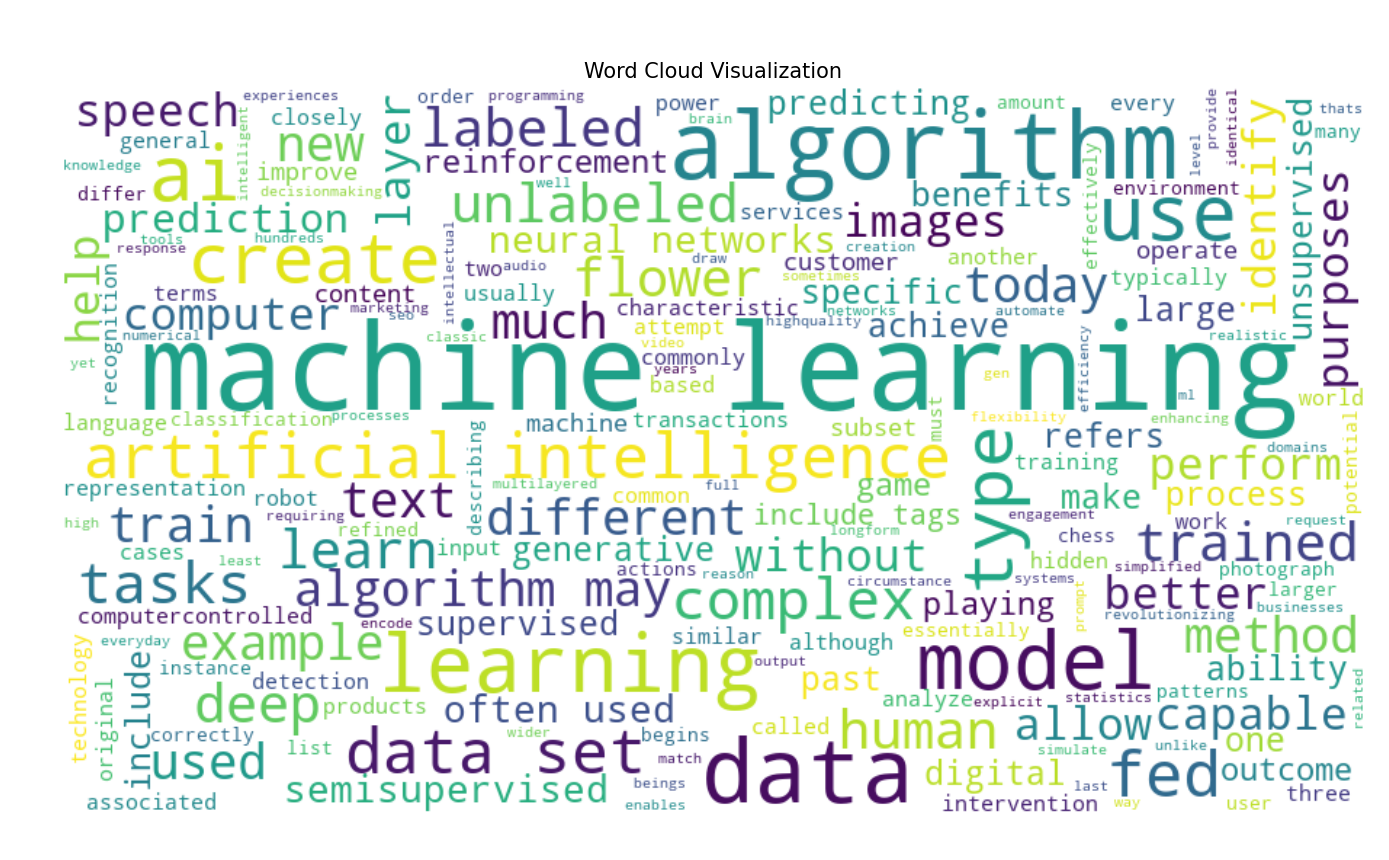 Word Cloud Visualization
speech
experiences
closely
general
ai
intelligent
new
knowledge
improve
differ
decisionmaking
layer
order
programming
labeled
reinforcement
power
brain
predicting
algorithm
amount
every
level
provide
identical
identify
thats
many
unsupervised
prediction
tools
hundreds
response
create
well
unlabeled
services
images
benefits
environment
effectively
use
operate
purposes
help
recognition
terms
intellectual
neural networks
two
audio
draw
customer
creation
another
flower
sometimes
typically
computer
content
marketing
seo
usually
characteristic
specific
networks
today
automate
large
numerical
classic
much
attempt
video
highquality
achieve
realistic
yet
machine learning
commonly
years
based
gen
efficiency
ml
world
language
classification
processes
machine
transactions
subset
must
flexibility
refers
enhancing
domains
potential
artificial intelligence
describing
type
training
perform
representation
robot
text
multilayered
common
full
game
make
process
high
requiring
train
refined
different
include tags
longform
engagement
chess
work
request
trained
cases
least
learn
input
generative
without
hidden
simplified
photograph
tasks
actions
reason
circumstance
systems
prompt
better
larger
businesses
algorithm may
complex
playing
revolutionizing
computercontrolled
encode
supervised
similar
although
essentially
method
technology
everyday
example
learning
output
model
ability
include
instance
detection
past
analyze
explicit
statistics
patterns
related
original
deep
products
often used
called
human
allow
capable
correctly
list
wider
begins
simulate
unlike
one
used
data set
match
data
digital
last
fed
outcome
semisupervised
beings
intervention
way
user
three
associated
enables